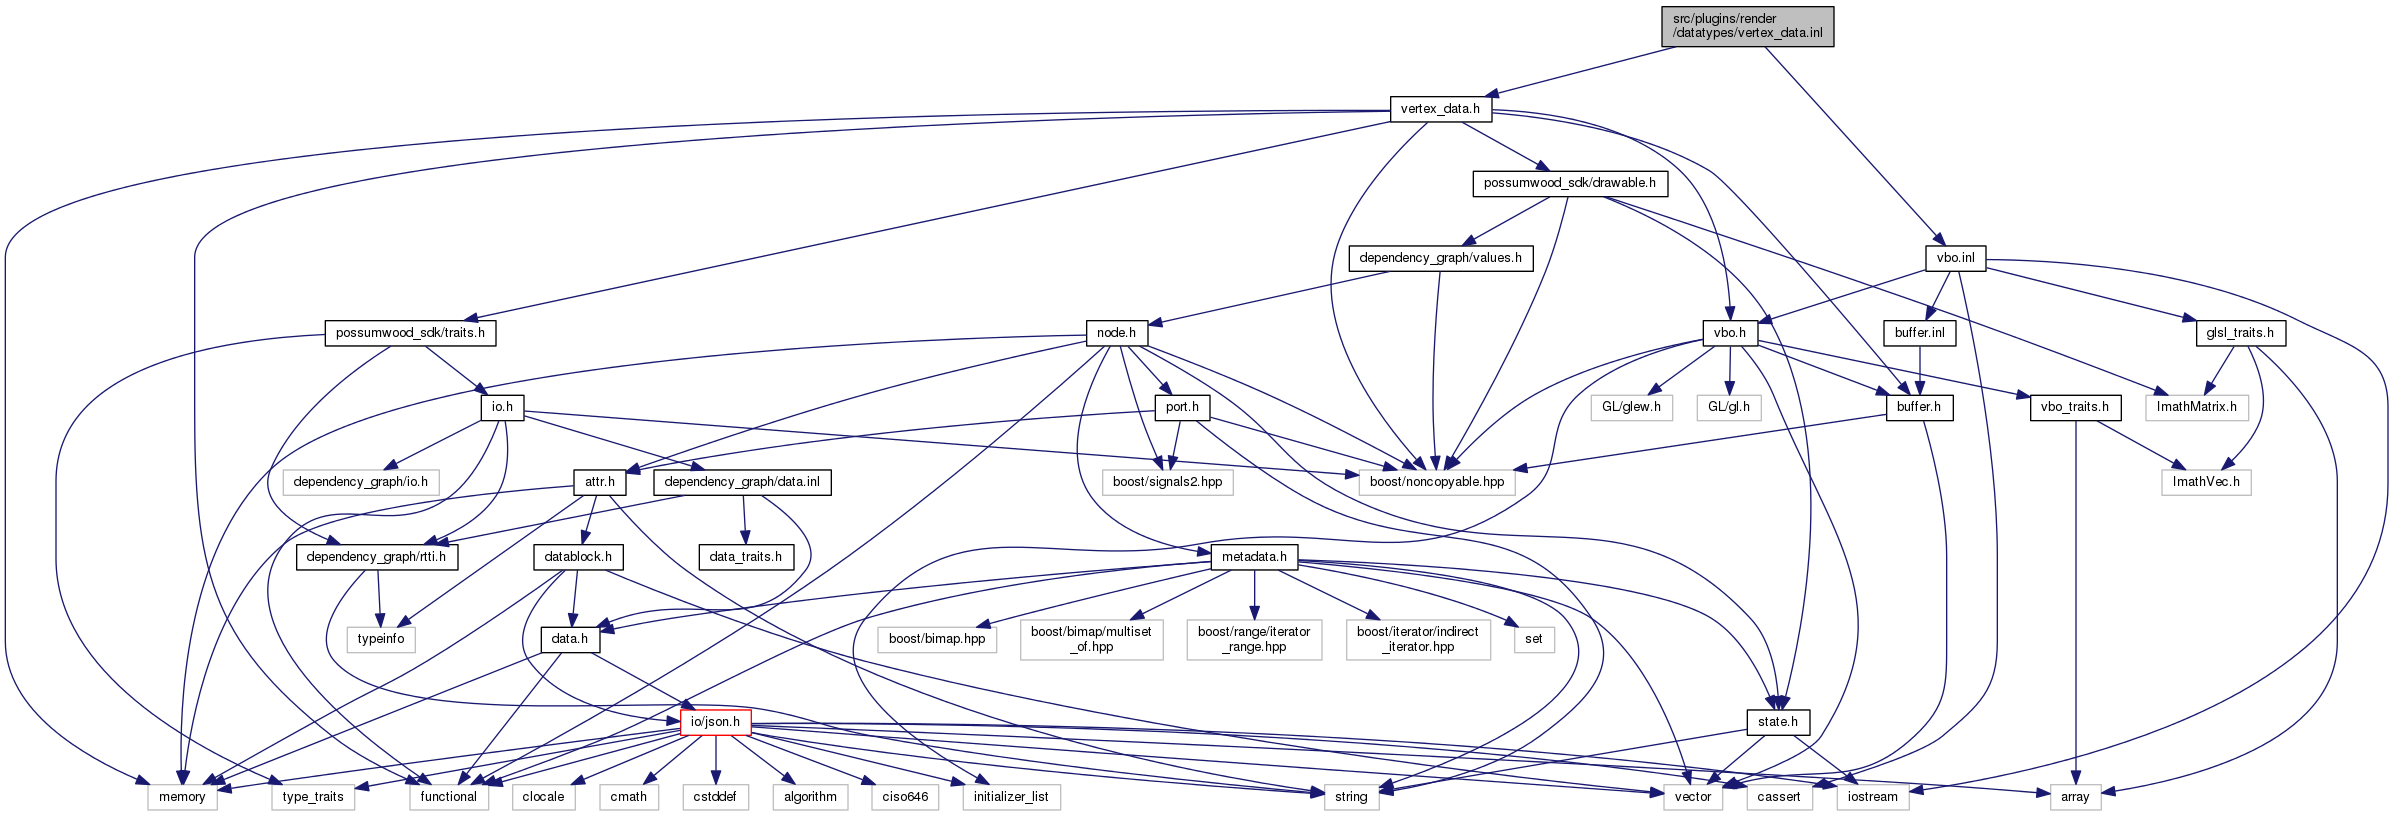 src/plugins/render
/datatypes/vertex_data.inl
vertex_data.h
possumwood_sdk/drawable.h
dependency_graph/values.h
vbo.inl
possumwood_sdk/traits.h
node.h
vbo.h
buffer.inl
glsl_traits.h
io.h
port.h
GL/glew.h
GL/gl.h
buffer.h
vbo_traits.h
ImathMatrix.h
dependency_graph/io.h
attr.h
dependency_graph/data.inl
boost/signals2.hpp
boost/noncopyable.hpp
ImathVec.h
dependency_graph/rtti.h
datablock.h
data_traits.h
metadata.h
typeinfo
data.h
boost/bimap.hpp
boost/bimap/multiset
_of.hpp
boost/range/iterator
_range.hpp
boost/iterator/indirect
_iterator.hpp
set
io/json.h
state.h
memory
type_traits
functional
clocale
cmath
cstddef
algorithm
ciso646
initializer_list
string
vector
cassert
iostream
array